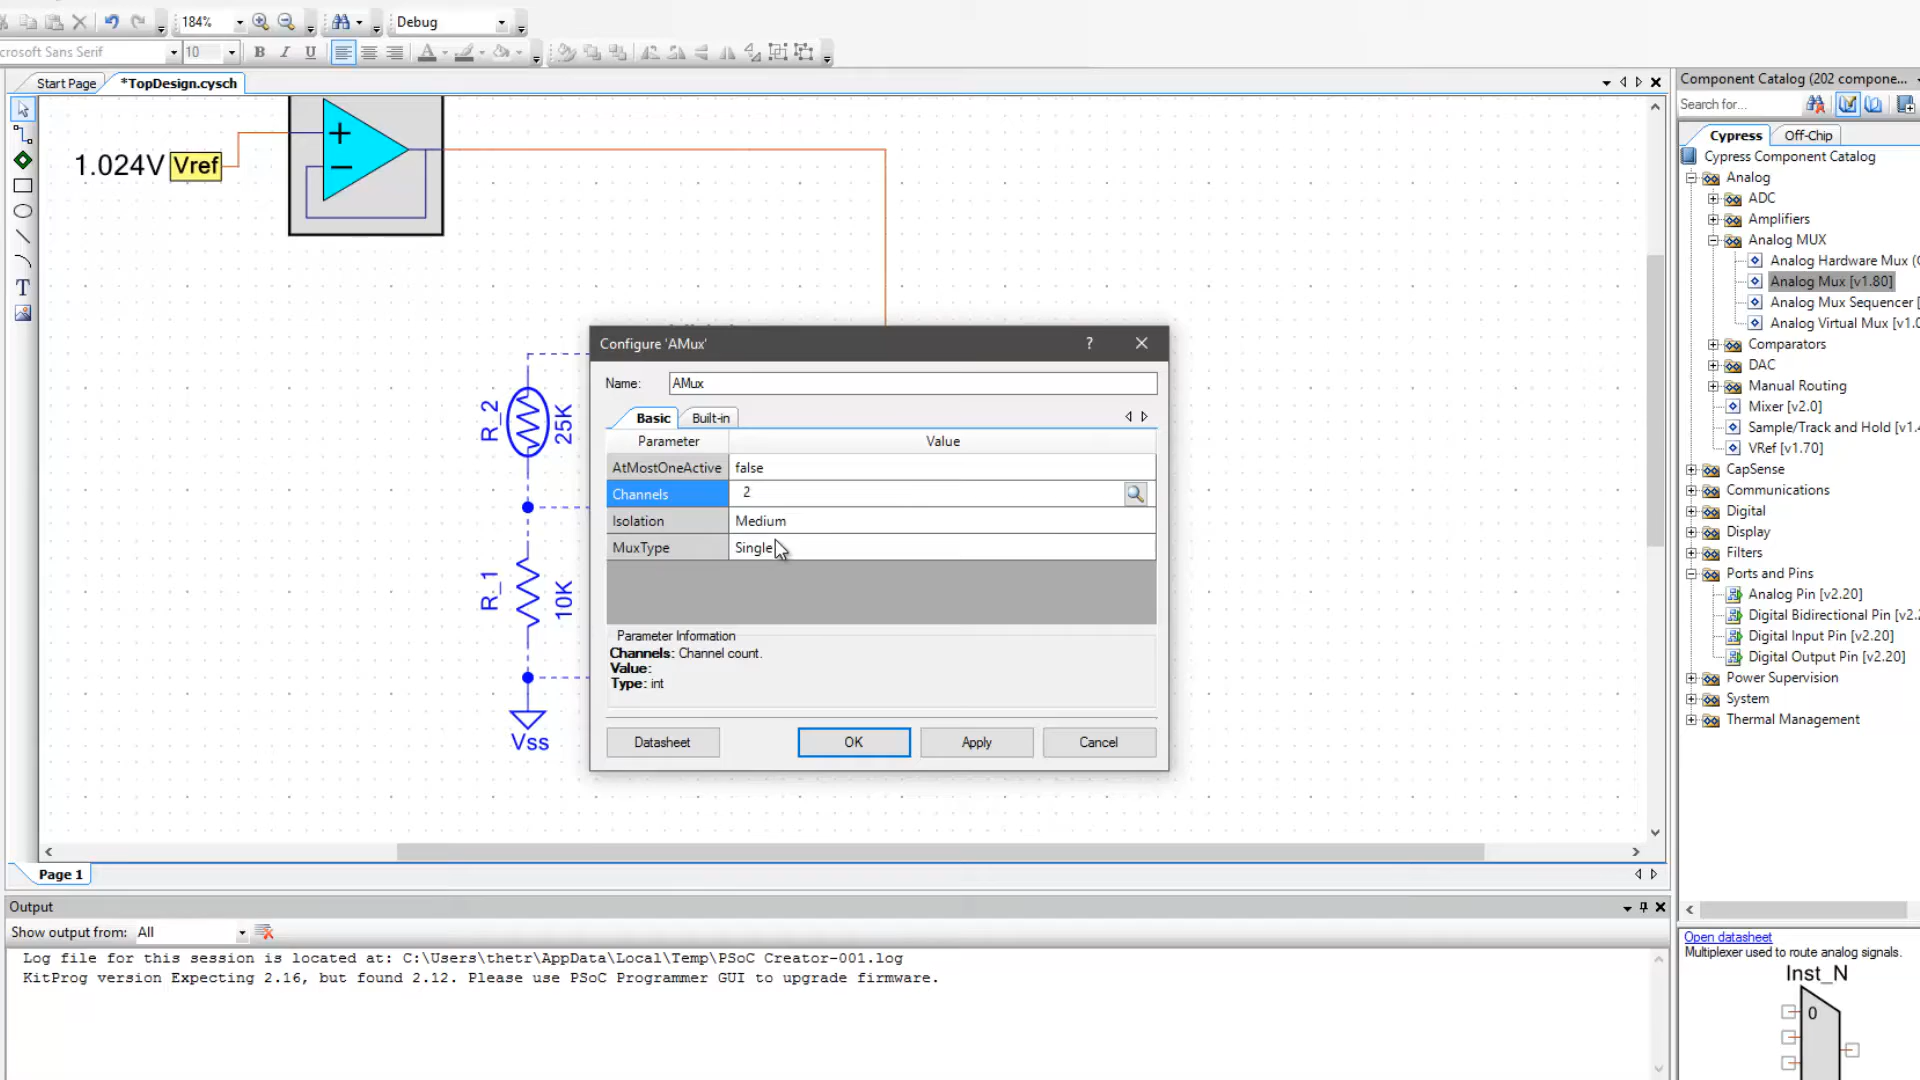 184%
Debug
crosoft Sans Serif
10
B I U
A
Start Page
*TopDesign.cysch
Component Catalog (202 compone...
Search for...
Cypress
Off-Chip
Cypress Component Catalog
Analog
ADC
Amplifiers
Analog MUX
Analog Hardware Mux (
Analog Mux [v1.80]
Analog Mux Sequencer [
Analog Virtual Mux [v1.0
Comparators
DAC
Manual Routing
Mixer [v2.0]
Sample/Track and Hold [v1.4
VRef [v1.70]
CapSense
Communications
Digital
Display
Filters
Ports and Pins
Analog Pin [v2.20]
Digital Bidirectional Pin [v2.
Digital Input Pin [v2.20]
Digital Output Pin [v2.20]
Power Supervision
System
Thermal Management
T
+
−
1.024V Vref
R_2
25K
R_1
10K
Vss
Configure 'AMux'
?
Name:
AMux
Basic
Built-in
Parameter
Value
AtMostOneActive
false
Channels
2
Isolation
Medium
MuxType
Single
Parameter Information
Channels: Channel count.
Value:
Type: int
Datasheet
OK
Apply
Cancel
Page 1
Output
Show output from:
All
Log file for this session is located at: C:\Users\thetr\AppData\Local\Temp\PSoC Creator-001.log
KitProg version Expecting 2.16, but found 2.12. Please use PSoC Programmer GUI to upgrade firmware.
Open datasheet
Multiplexer used to route analog signals.
Inst_N
0